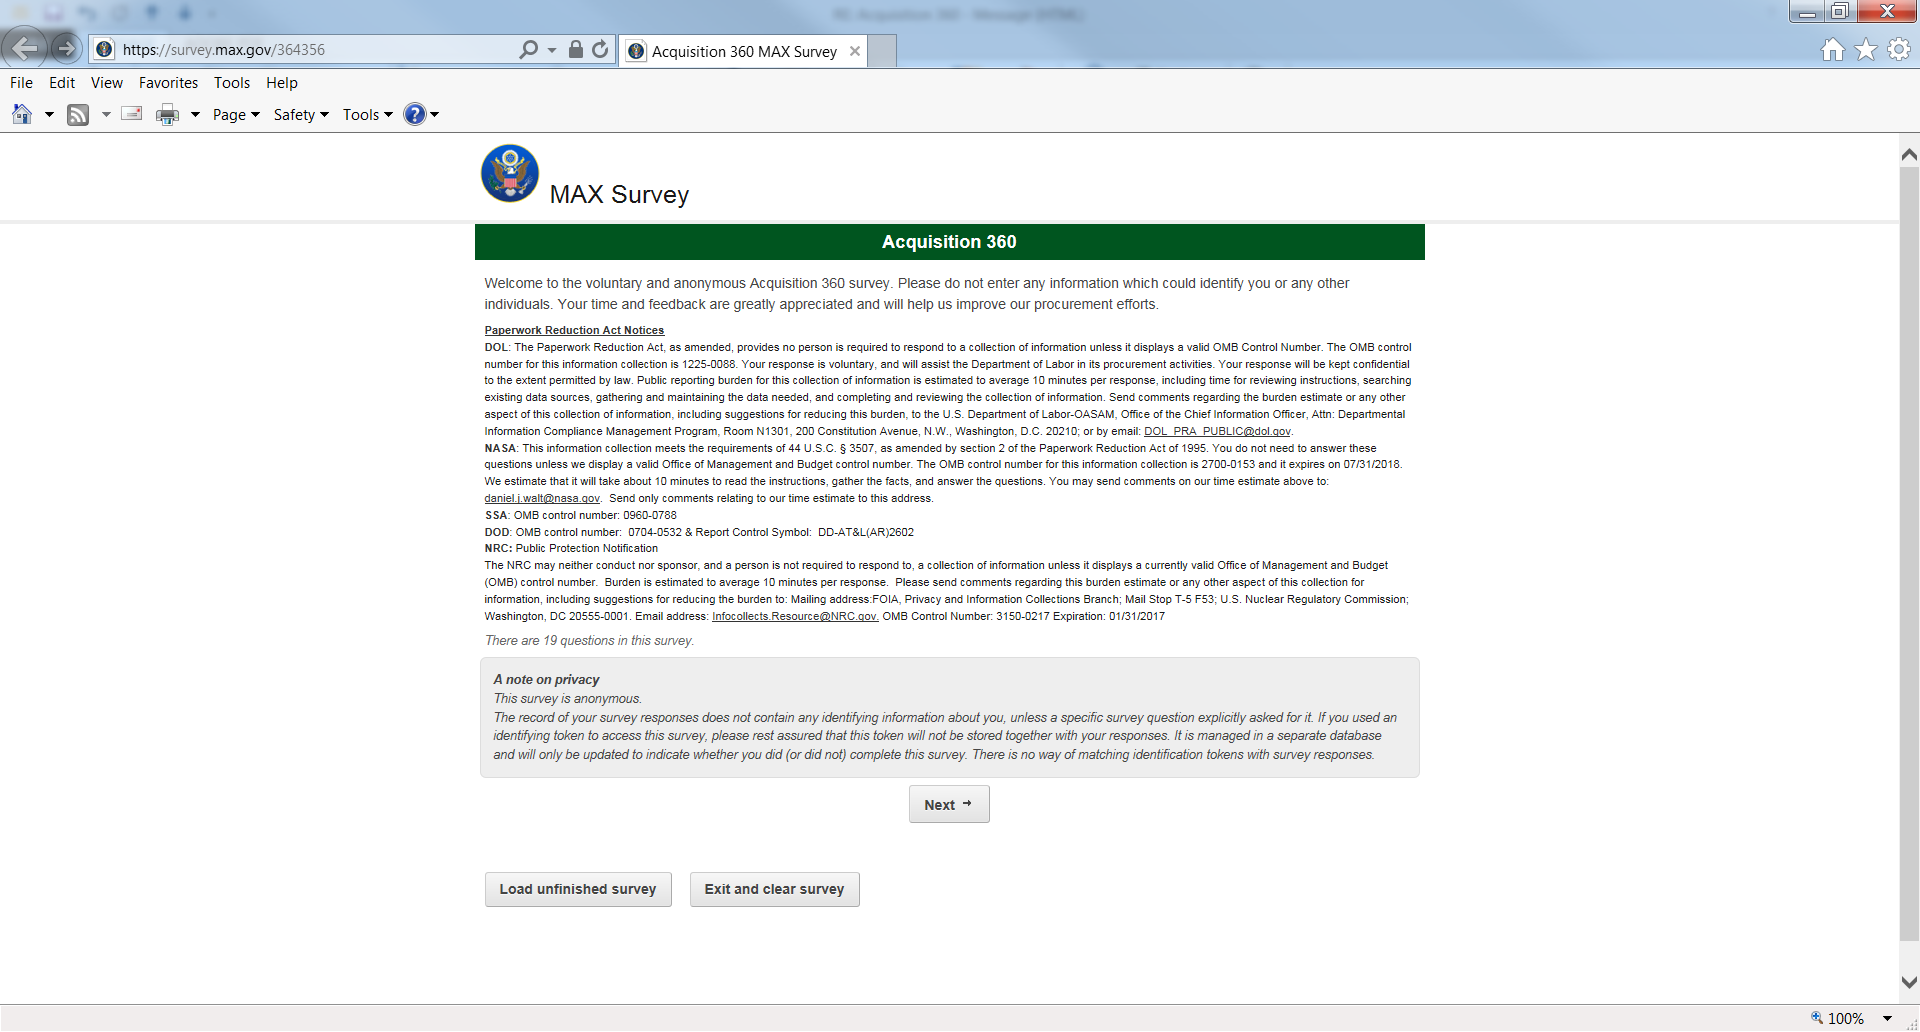 https://survey.max.gov/364356
Acquisition 360 MAX Survey
File Edit View Favorites Tools Help
Page Safety Tools
MAX Survey
Acquisition 360
Welcome to the voluntary and anonymous Acquisition 360 survey. Please do not enter any information which could identify you or any other
individuals. Your time and feedback are greatly appreciated and will help us improve our procurement efforts.
Paperwork Reduction Act Notices
DOL: The Paperwork Reduction Act, as amended, provides no person is required to respond to a collection of information unless it displays a valid OMB Control Number. The OMB control
number for this information collection is 1225-0088. Your response is voluntary, and will assist the Department of Labor in its procurement activities. Your response will be kept confidential
to the extent permitted by law. Public reporting burden for this collection of information is estimated to average 10 minutes per response, including time for reviewing instructions, searching
existing data sources, gathering and maintaining the data needed, and completing and reviewing the collection of information. Send comments regarding the burden estimate or any other
aspect of this collection of information, including suggestions for reducing this burden, to the U.S. Department of Labor-OASAM, Office of the Chief Information Officer, Attn: Departmental
Information Compliance Management Program, Room N1301, 200 Constitution Avenue, N.W., Washington, D.C. 20210; or by email: DOL_PRA_PUBLIC@dol.gov.
NASA: This information collection meets the requirements of 44 U.S.C. § 3507, as amended by section 2 of the Paperwork Reduction Act of 1995. You do not need to answer these
questions unless we display a valid Office of Management and Budget control number. The OMB control number for this information collection is 2700-0153 and it expires on 07/31/2018.
We estimate that it will take about 10 minutes to read the instructions, gather the facts, and answer the questions. You may send comments on our time estimate above to:
daniel.j.walt@nasa.gov. Send only comments relating to our time estimate to this address.
SSA: OMB control number: 0960-0788
DOD: OMB control number: 0704-0532 & Report Control Symbol: DD-AT&L(AR)2602
NRC: Public Protection Notification
The NRC may neither conduct nor sponsor, and a person is not required to respond to, a collection of information unless it displays a currently valid Office of Management and Budget
(OMB) control number. Burden is estimated to average 10 minutes per response. Please send comments regarding this burden estimate or any other aspect of this collection for
information, including suggestions for reducing the burden to: Mailing address:FOIA, Privacy and Information Collections Branch; Mail Stop T-5 F53; U.S. Nuclear Regulatory Commission;
Washington, DC 20555-0001. Email address: Infocollects.Resource@NRC.gov. OMB Control Number: 3150-0217 Expiration: 01/31/2017
There are 19 questions in this survey.
A note on privacy
This survey is anonymous.
The record of your survey responses does not contain any identifying information about you, unless a specific survey question explicitly asked for it. If you used an
identifying token to access this survey, please rest assured that this token will not be stored together with your responses. It is managed in a separate database
and will only be updated to indicate whether you did (or did not) complete this survey. There is no way of matching identification tokens with survey responses.
Next
Load unfinished survey Exit and clear survey
100%